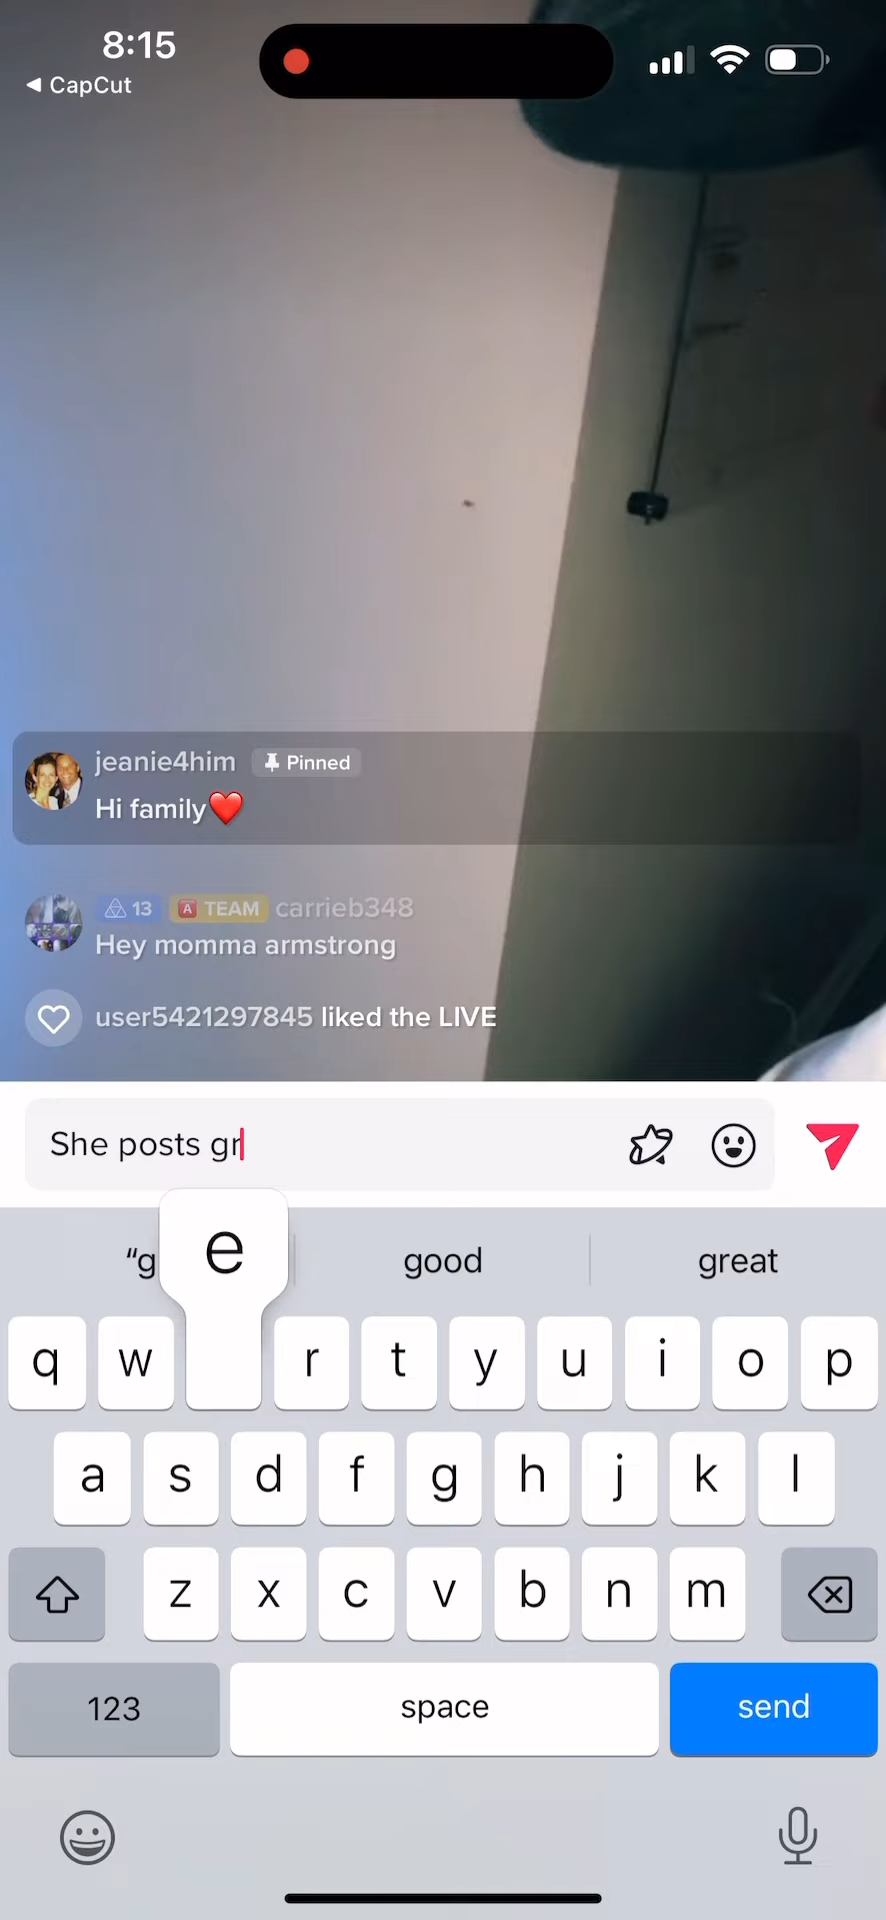 8:15
◀ CapCut
jeanie4him Pinned
Hi family❤️
13 A TEAM carrieb348
Hey momma armstrong
user5421297845 liked the LIVE
She posts gr
“g e good great
q w r t y u i o p
a s d f g h j k l
z x c v b n m
123 space send